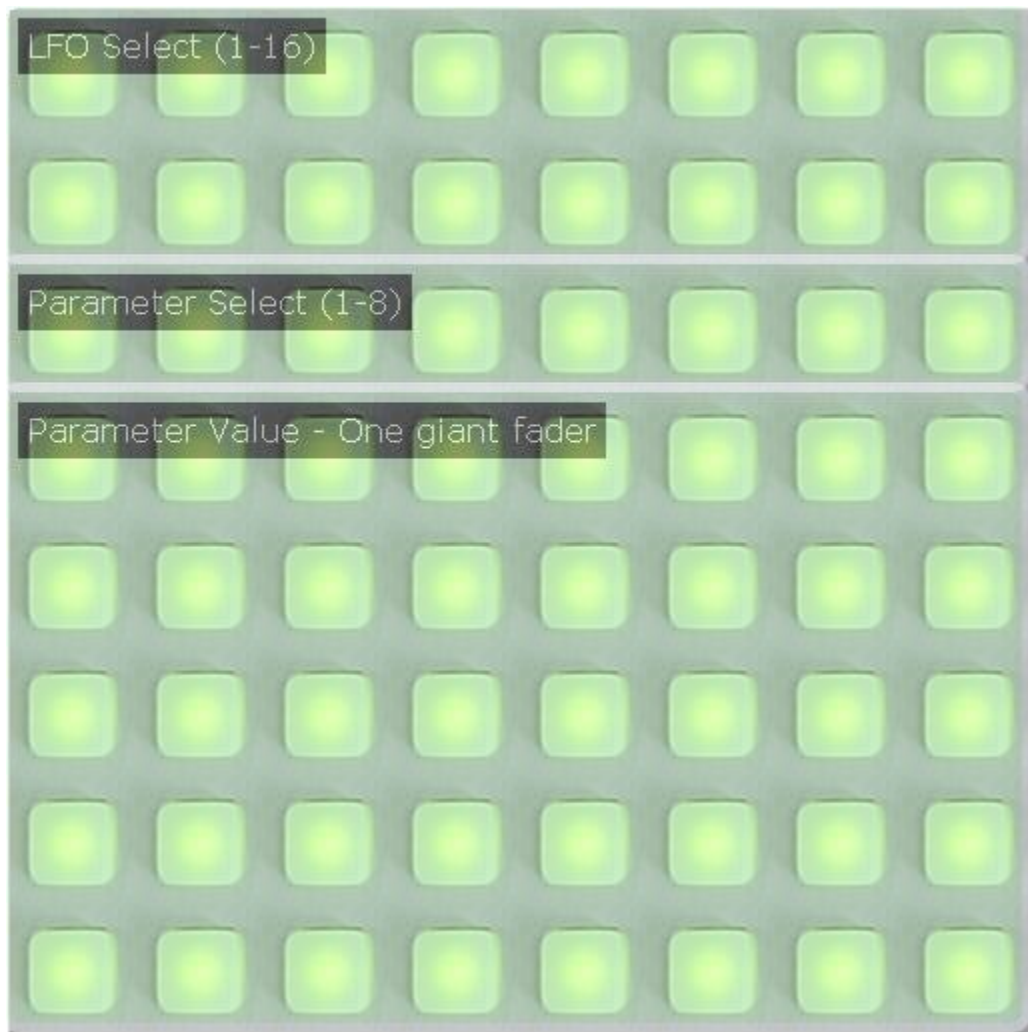 LFO Select (1-16)
Parameter Select (1-8)
Parameter Value - One giant fader